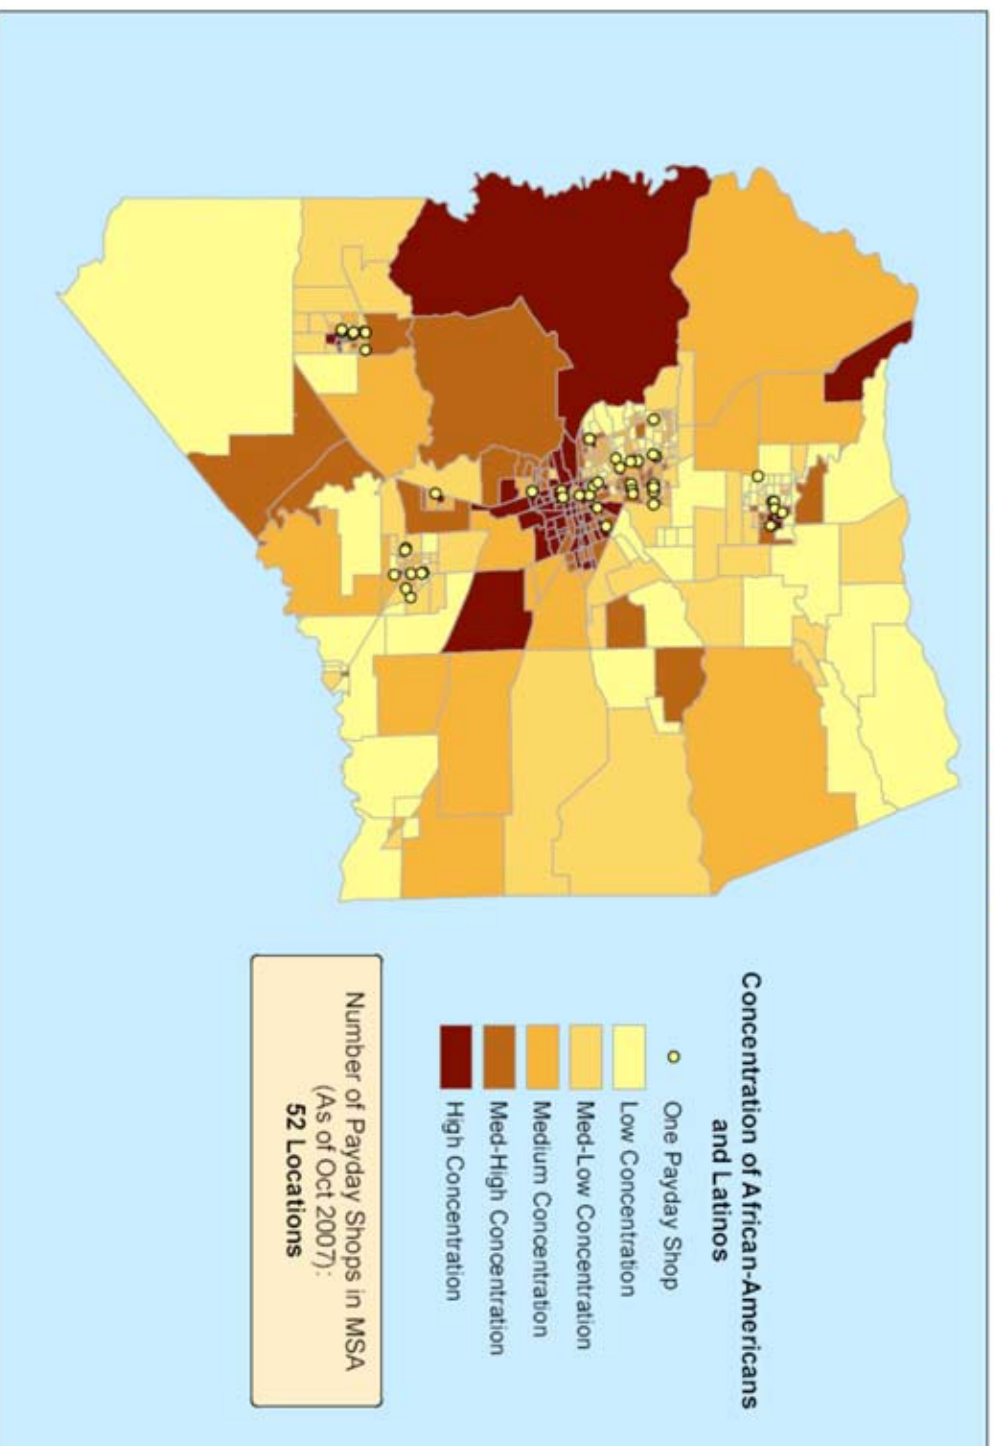 Concentration of African-Americans
and Latinos
One Payday Shop
Low Concentration
Med-Low Concentration
Medium Concentration
Med-High Concentration
High Concentration
Number of Payday Shops in MSA
(As of Oct 2007):
52 Locations